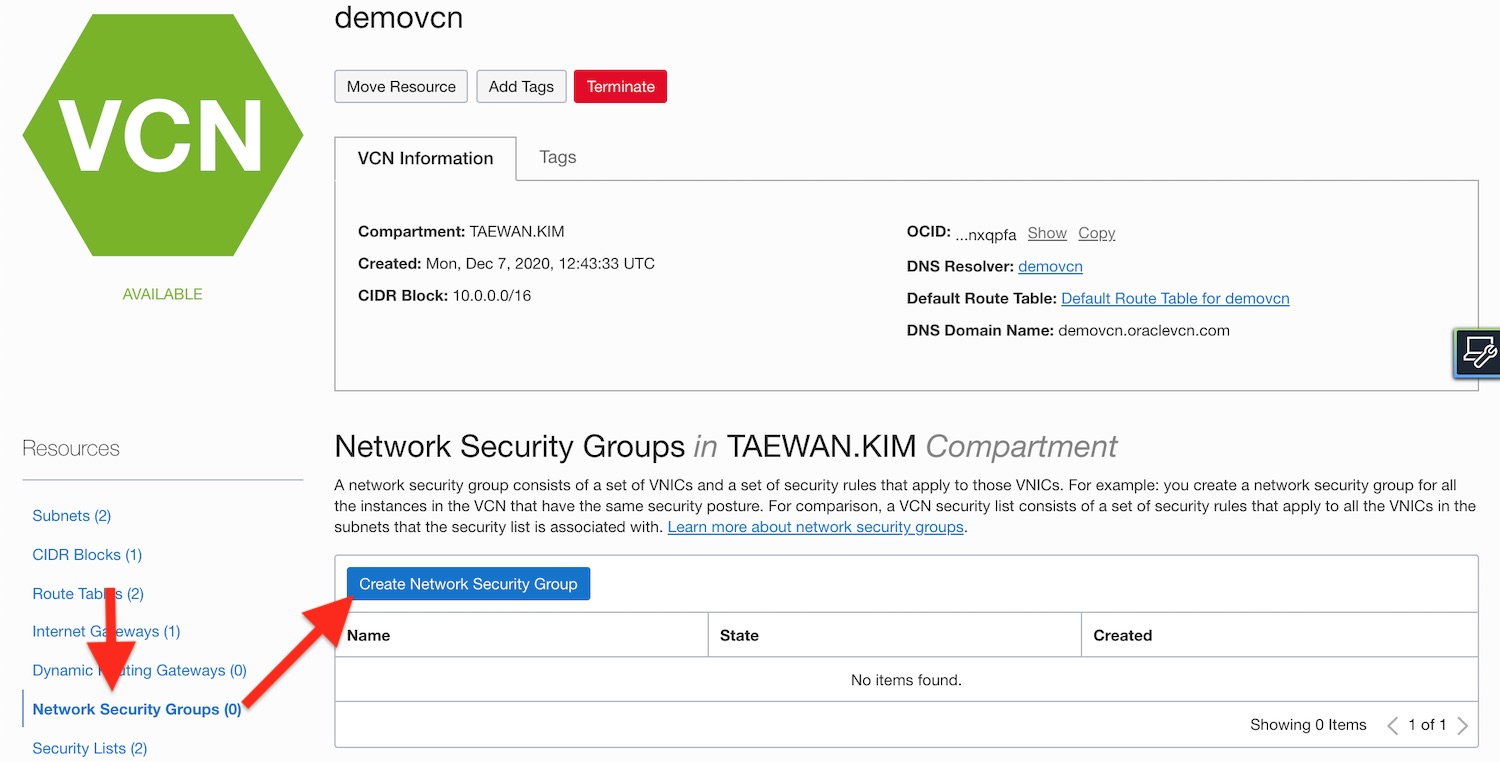 demovcn
VCN
AVAILABLE
Move Resource
Add Tags
Terminate
VCN Information
Tags
Compartment: TAEWAN.KIM
Created: Mon, Dec 7, 2020, 12:43:33 UTC
CIDR Block: 10.0.0.0/16
OCID: ...nxqpfa Show Copy
DNS Resolver: demovcn
Default Route Table: Default Route Table for demovcn
DNS Domain Name: demovcn.oraclevcn.com
Resources
Subnets (2)
CIDR Blocks (1)
Route Tables (2)
Internet Gateways (1)
Dynamic Routing Gateways (0)
Network Security Groups (0)
Security Lists (2)
Network Security Groups in TAEWAN.KIM Compartment
A network security group consists of a set of VNICs and a set of security rules that apply to those VNICs. For example: you create a network security group for all
the instances in the VCN that have the same security posture. For comparison, a VCN security list consists of a set of security rules that apply to all the VNICs in the
subnets that the security list is associated with. Learn more about network security groups.
Create Network Security Group
Name State Created
No items found.
Showing 0 Items 1 of 1